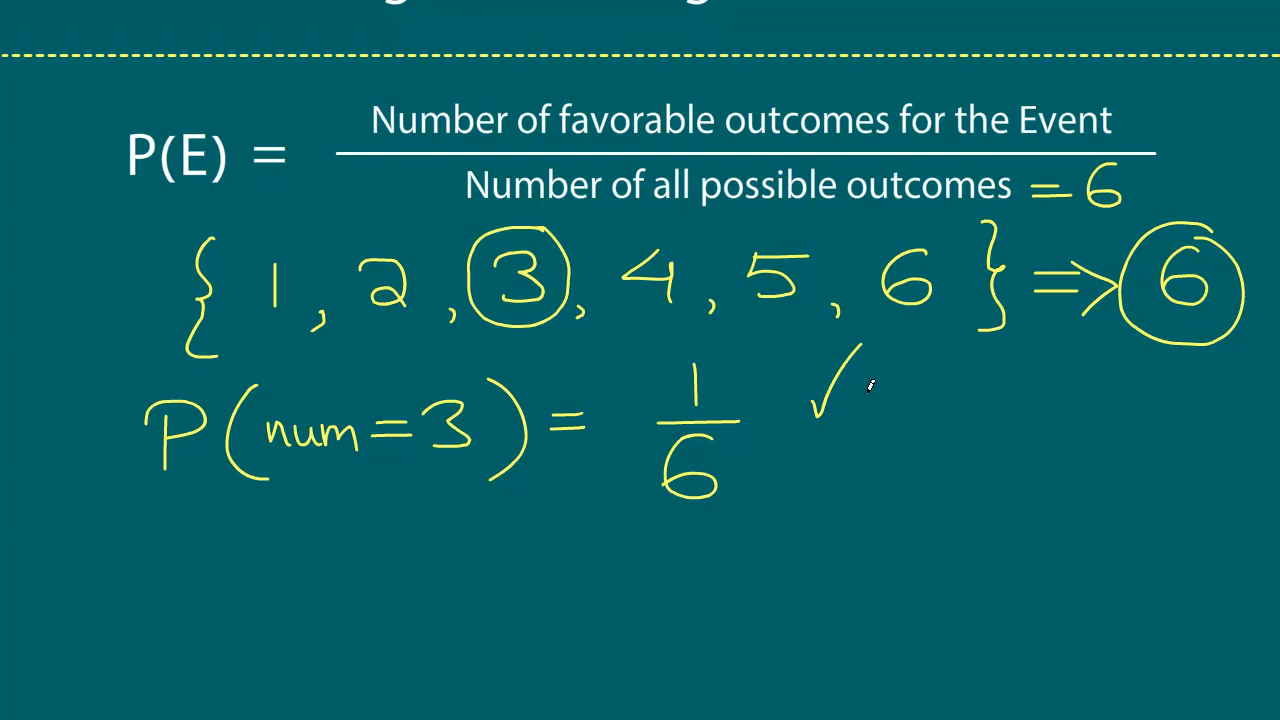 P(E) = Number of favorable outcomes for the Event
Number of all possible outcomes = 6
{ 1 , 2 , 3 , 4 , 5 , 6 } ⇒ 6
P(num = 3) = 1/6 ✓